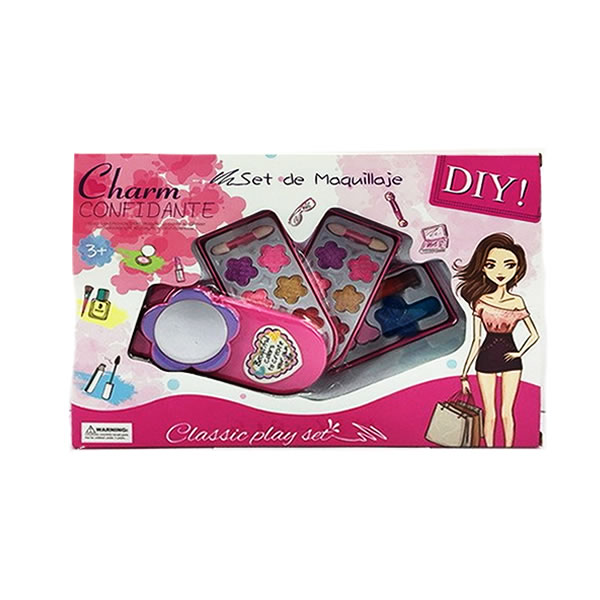 Charm
CONFIDANTE
Set de Maquillaje
DIY!
3+
WARNING:
Classic play set